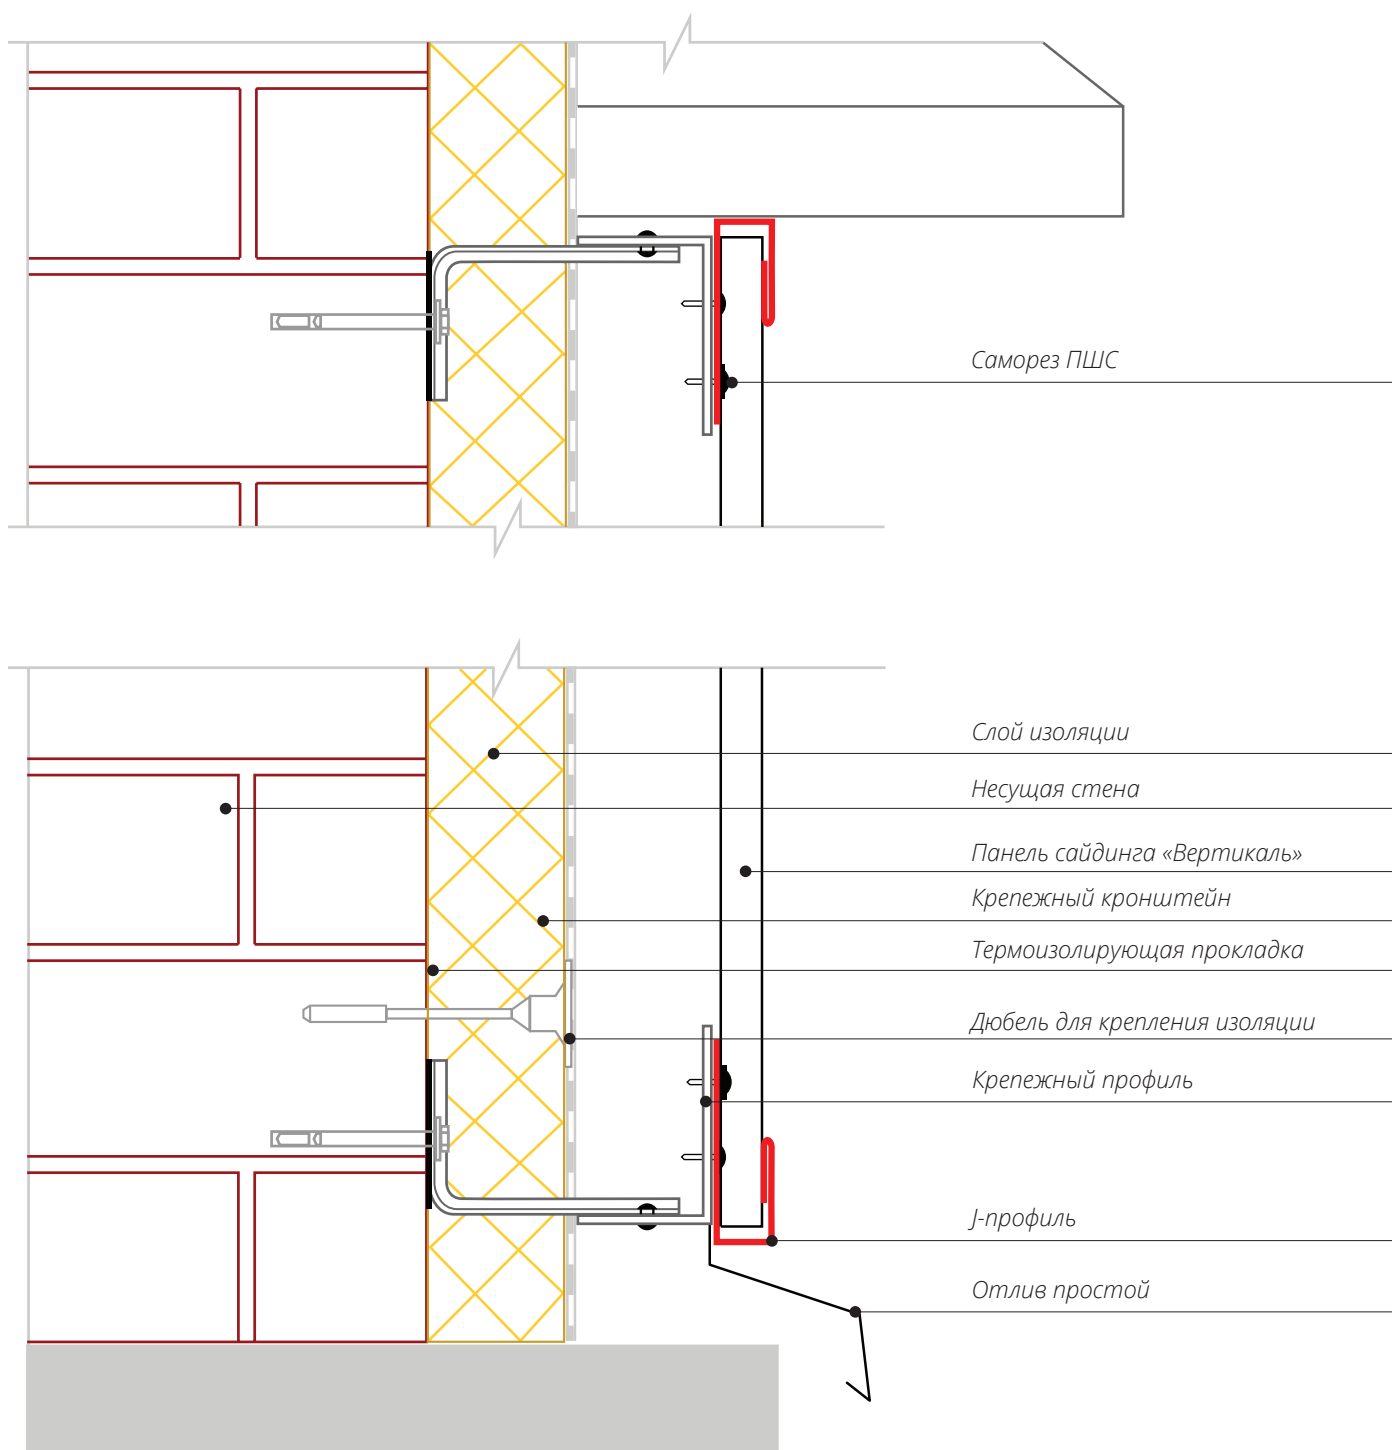 Саморез ПШС
Слой изоляции
Несущая стена
Панель сайдинга «Вертикаль»
Крепежный кронштейн
Термоизолирующая прокладка
Дюбель для крепления изоляции
Крепежный профиль
J-профиль
Отлив простой